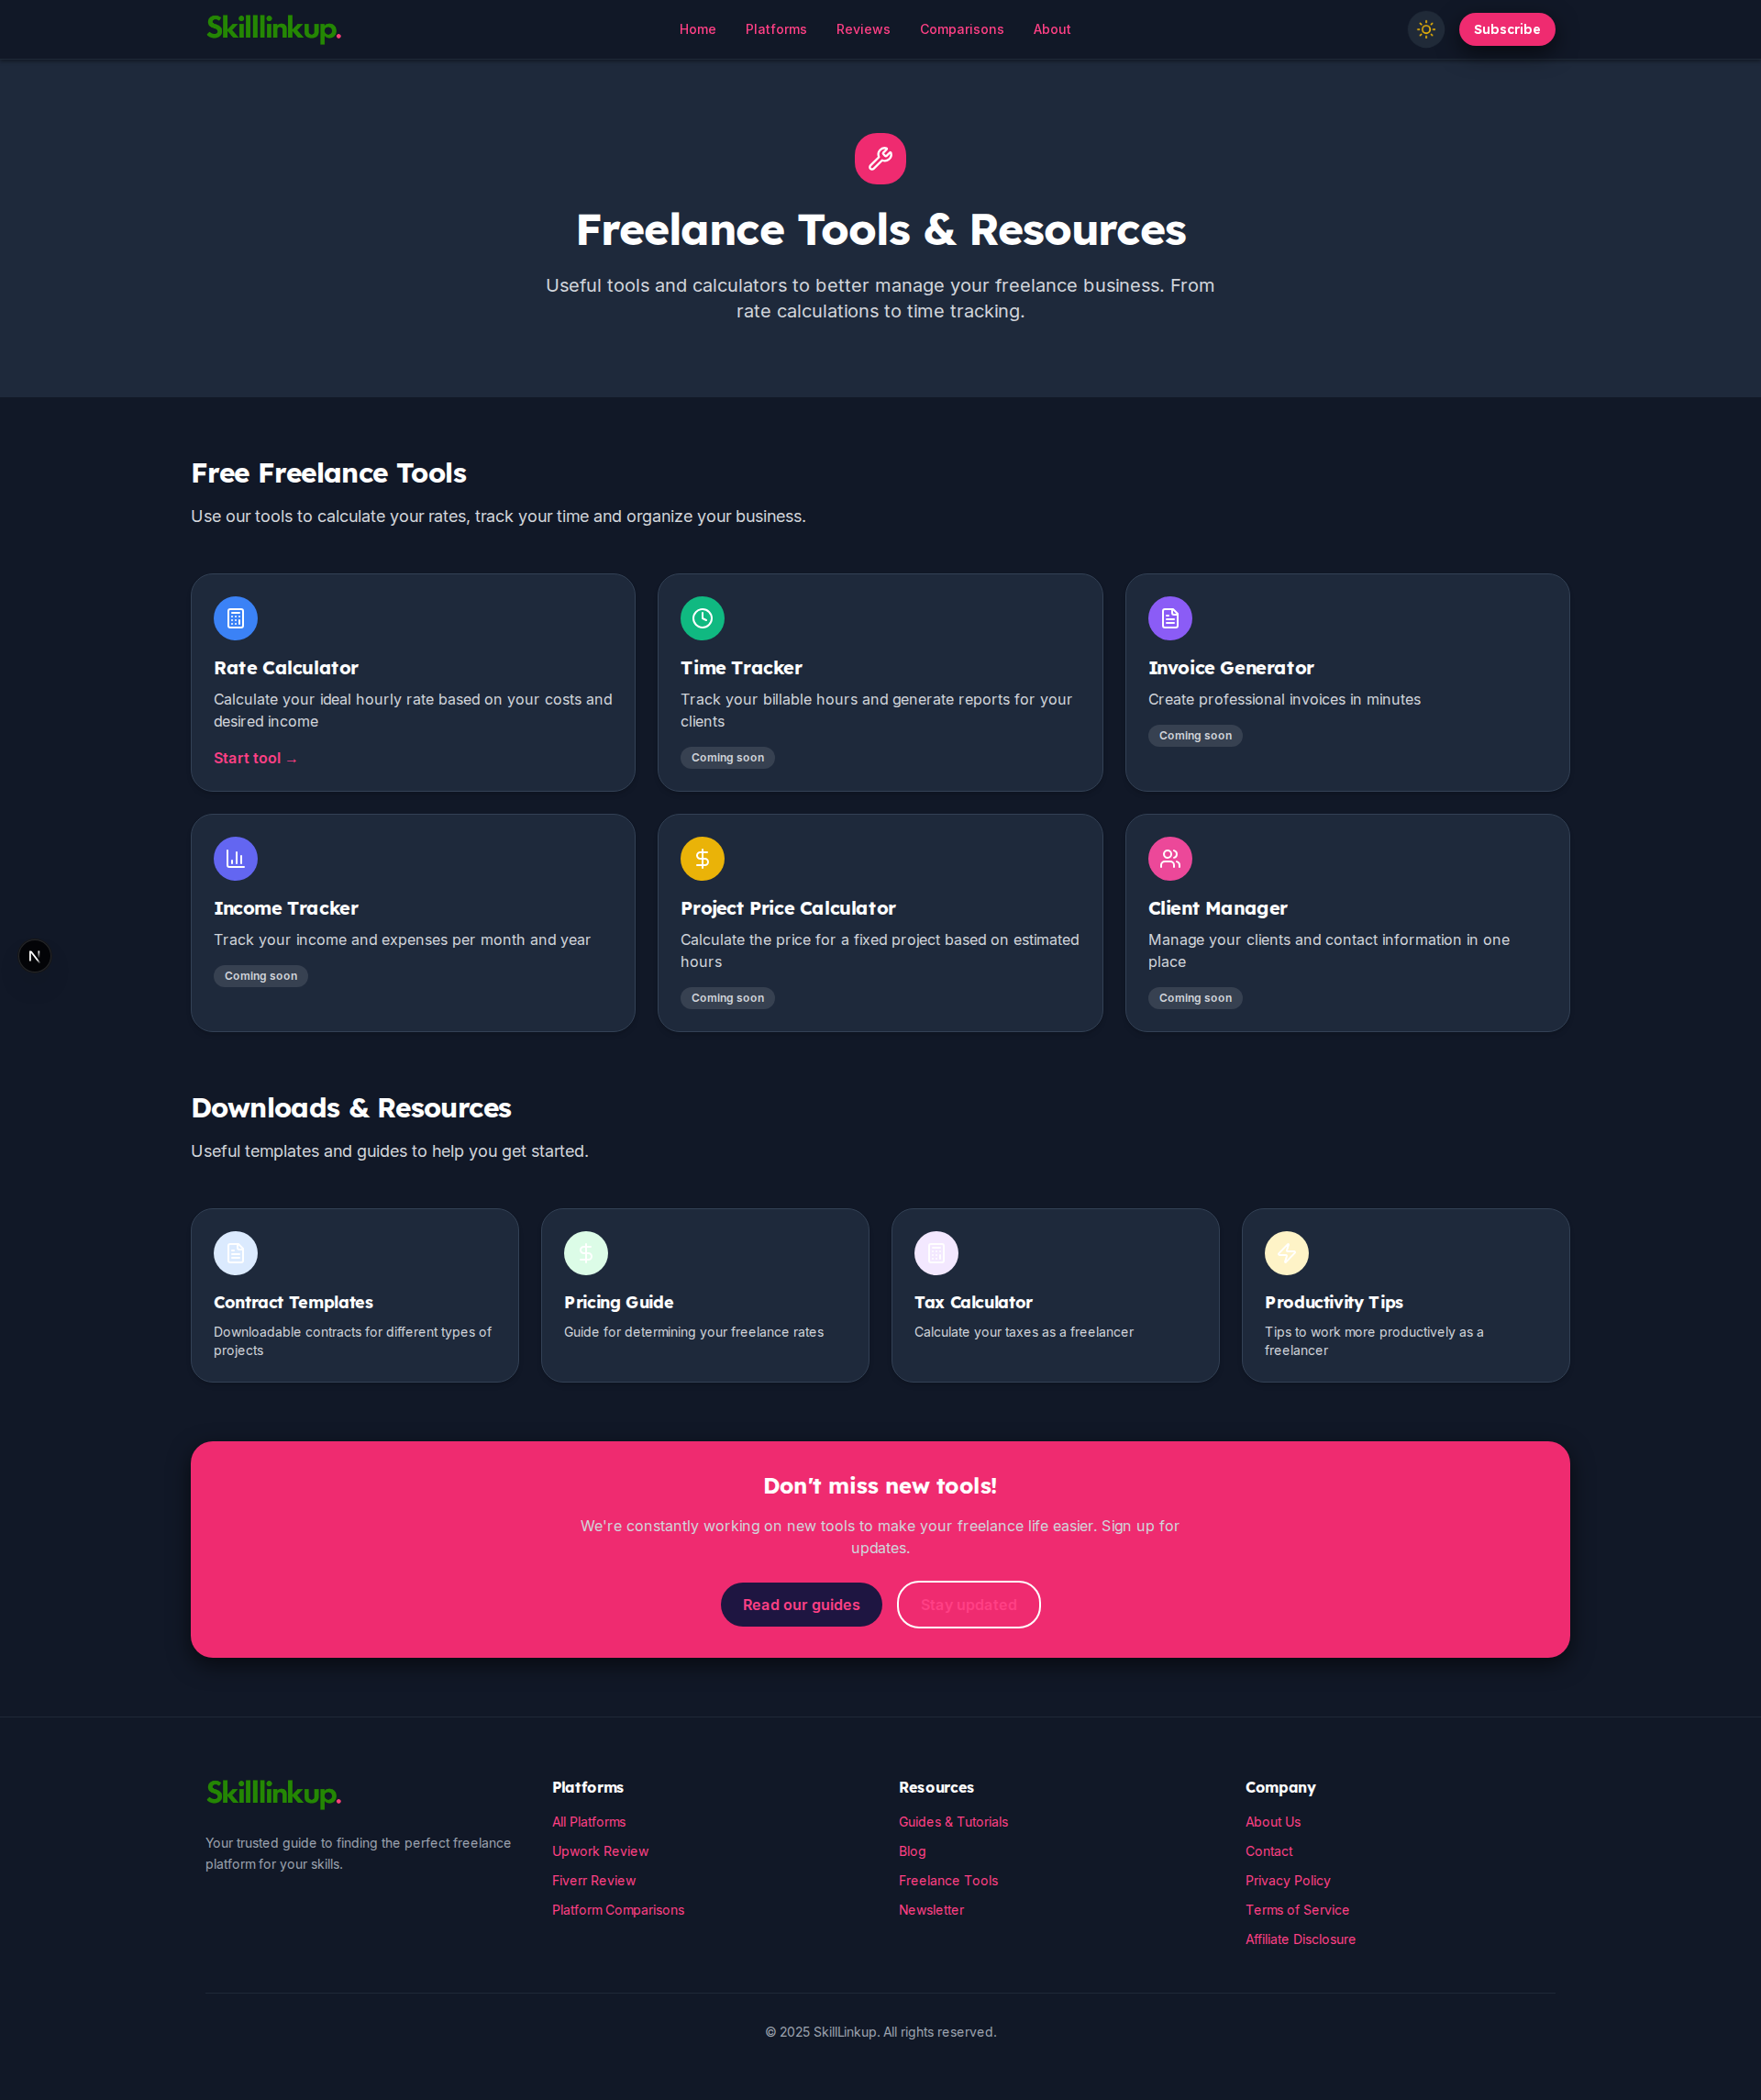 Skilllinkup.
Home
Platforms
Reviews
Comparisons
About
Subscribe
Freelance Tools & Resources
Useful tools and calculators to better manage your freelance business. From
rate calculations to time tracking.
Free Freelance Tools
Use our tools to calculate your rates, track your time and organize your business.
Rate Calculator
Calculate your ideal hourly rate based on your costs and
desired income
Start tool →
Time Tracker
Track your billable hours and generate reports for your
clients
Coming soon
Invoice Generator
Create professional invoices in minutes
Coming soon
Income Tracker
Track your income and expenses per month and year
Coming soon
Project Price Calculator
Calculate the price for a fixed project based on estimated
hours
Coming soon
Client Manager
Manage your clients and contact information in one
place
Coming soon
N
Downloads & Resources
Useful templates and guides to help you get started.
Contract Templates
Downloadable contracts for different types of
projects
Pricing Guide
Guide for determining your freelance rates
Tax Calculator
Calculate your taxes as a freelancer
Productivity Tips
Tips to work more productively as a
freelancer
Don't miss new tools!
We're constantly working on new tools to make your freelance life easier. Sign up for
updates.
Read our guides
Stay updated
Skilllinkup.
Your trusted guide to finding the perfect freelance
platform for your skills.
Platforms
All Platforms
Upwork Review
Fiverr Review
Platform Comparisons
Resources
Guides & Tutorials
Blog
Freelance Tools
Newsletter
Company
About Us
Contact
Privacy Policy
Terms of Service
Affiliate Disclosure
© 2025 SkillLinkup. All rights reserved.